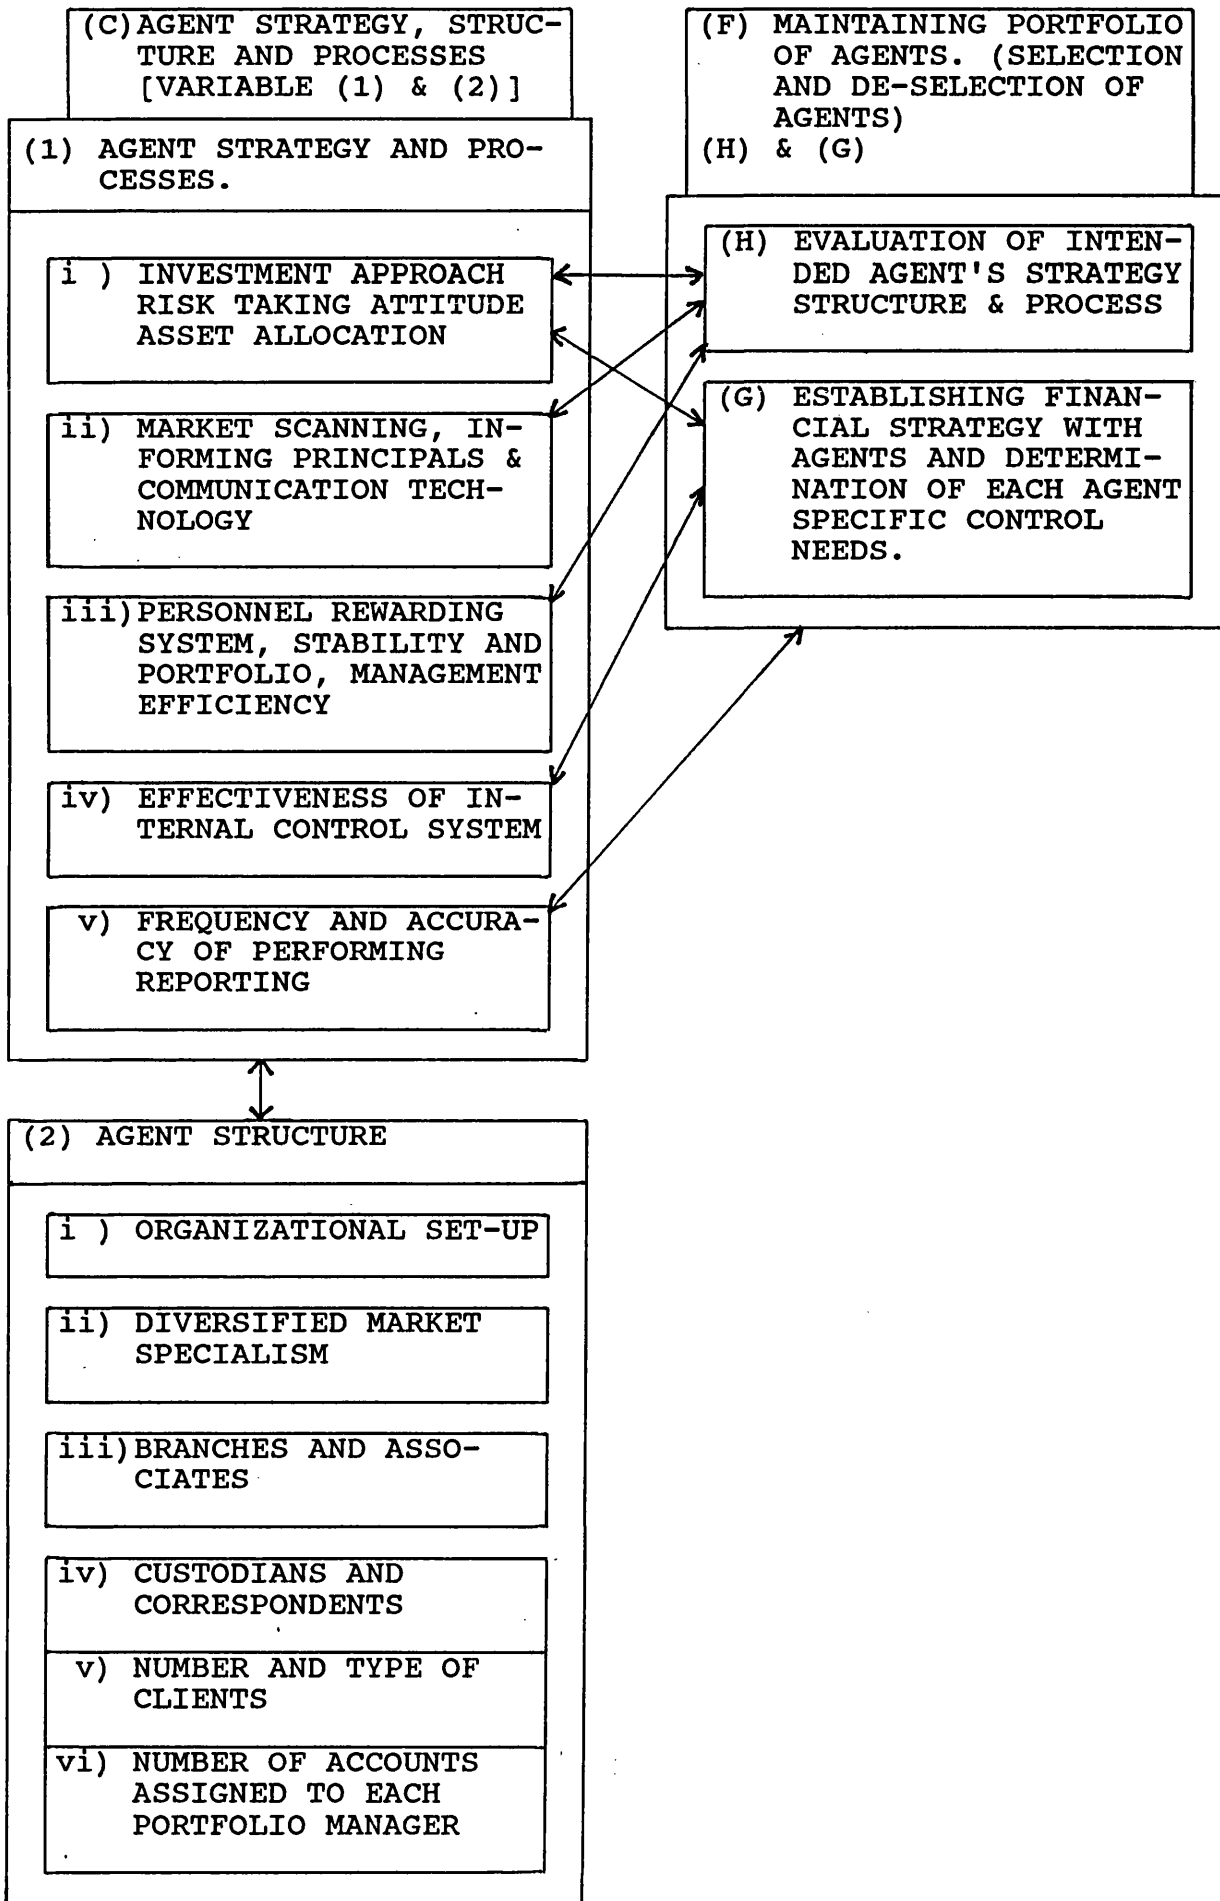 (C) AGENT STRATEGY, STRUC-
TURE AND PROCESSES
[VARIABLE (1) & (2)]
(1) AGENT STRATEGY AND PRO-
CESSES.
i ) INVESTMENT APPROACH
RISK TAKING ATTITUDE
ASSET ALLOCATION
ii) MARKET SCANNING, IN-
FORMING PRINCIPALS &
COMMUNICATION TECH-
NOLOGY
iii) PERSONNEL REWARDING
SYSTEM, STABILITY AND
PORTFOLIO, MANAGEMENT
EFFICIENCY
iv) EFFECTIVENESS OF IN-
TERNAL CONTROL SYSTEM
v) FREQUENCY AND ACCURA-
CY OF PERFORMING
REPORTING
(2) AGENT STRUCTURE
i ) ORGANIZATIONAL SET-UP
ii) DIVERSIFIED MARKET
SPECIALISM
iii) BRANCHES AND ASSO-
CIATES
iv) CUSTODIANS AND
CORRESPONDENTS
v) NUMBER AND TYPE OF
CLIENTS
vi) NUMBER OF ACCOUNTS
ASSIGNED TO EACH
PORTFOLIO MANAGER
(F) MAINTAINING PORTFOLIO
OF AGENTS. (SELECTION
AND DE-SELECTION OF
AGENTS)
(H) & (G)
(H) EVALUATION OF INTEN-
DED AGENT'S STRATEGY
STRUCTURE & PROCESS
(G) ESTABLISHING FINAN-
CIAL STRATEGY WITH
AGENTS AND DETERMI-
NATION OF EACH AGENT
SPECIFIC CONTROL
NEEDS.